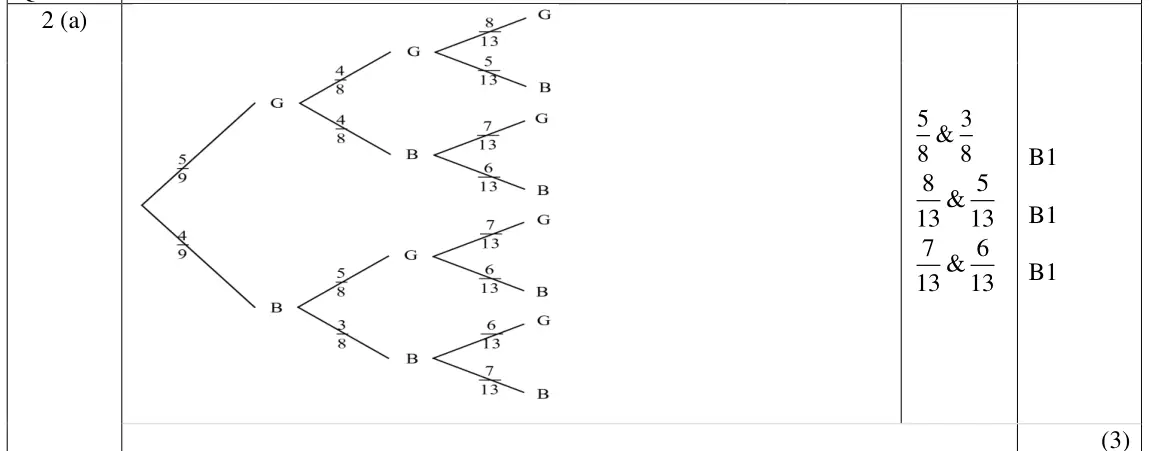 2 (a)
G
8/13
G
5/13
4/8
B
G
G
4/8
7/13
B
6/13
5/9
B
G
4/9
7/13
G
6/13
5/8
B
B
G
3/8
6/13
B
7/13
B
5/8 & 3/8 B1
8/13 & 5/13 B1
7/13 & 6/13 B1
(3)